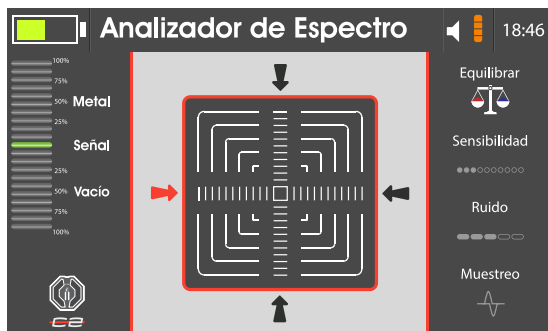 Analizador de Espectro
18:46
100%
75%
50%
25%
Metal
Señal
25%
50%
75%
100%
Vacío
Equilibrar
Sensibilidad
Ruido
Muestreo